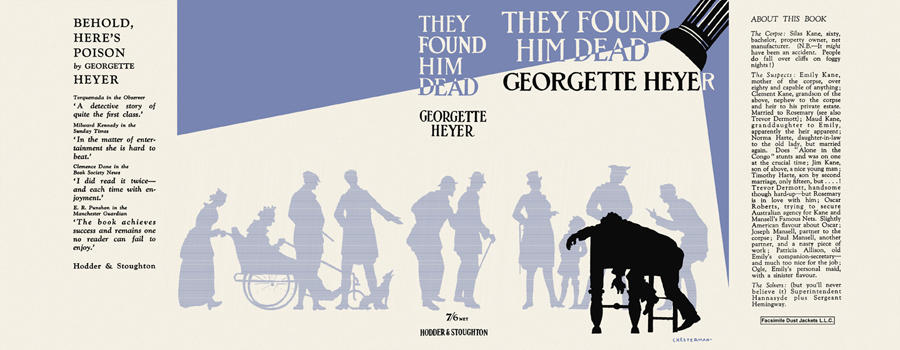 BEHOLD,
HERE'S
POISON
by GEORGETTE
HEYER
Torquemada in the Observer
'A detective story of
quite the first class.'
Milward Kennedy in the
Sunday Times
'In the matter of enter-
tainment she is hard to
beat.'
Clemence Dane in the
Book Society News
'I did read it twice—
and each time with en-
joyment.'
E. R. Punshon in the
Manchester Guardian
'The book achieves
success and remains one
no reader can fail to
enjoy.'
Hodder & Stoughton
THEY
FOUND
HIM
DEAD
GEORGETTE
HEYER
7/6 NET
HODDER & STOUGHTON
THEY FOUND
HIM DEAD
GEORGETTE HEYER
CHESTERMAN
ABOUT THIS BOOK
The Corpse: Silas Kane, sixty,
bachelor, property owner, net
manufacturer. (N.B.—It might
have been an accident. People
do fall over cliffs on foggy
nights!)
The Suspects: Emily Kane,
mother of the corpse, over
eighty and capable of anything;
Clement Kane, grandson of the
above, nephew to the corpse
and heir to his private estate.
Married to Rosemary (see also
Trevor Dermott); Maud Kane,
granddaughter to Emily,
apparently the heir apparent;
Norma Harte, daughter-in-law
to the old lady, but married
again. Does "Alone in the
Congo" stunts and was on one
at the crucial time; Jim Kane,
son of above, a nice young man;
Timothy Harte, son by second
marriage, only fifteen, but . . . . !
Trevor Dermott, handsome
though hard-up—but Rosemary
is in love with him; Oscar
Roberts, trying to secure
Australian agency for Kane and
Mansell's Famous Nets. Slightly
American flavour about Oscar;
Joseph Mansell, partner to the
corpse; Paul Mansell, another
partner, and a nasty piece of
work; Patricia Allison, old
Emily's companion-secretary—
and much too nice for the job;
Ogle, Emily's personal maid,
with a sinister flavour.
The Solvers: (but you'll never
believe it) Superintendent
Hannasyde plus Sergeant
Hemingway.
Facsimile Dust Jackets L.L.C.